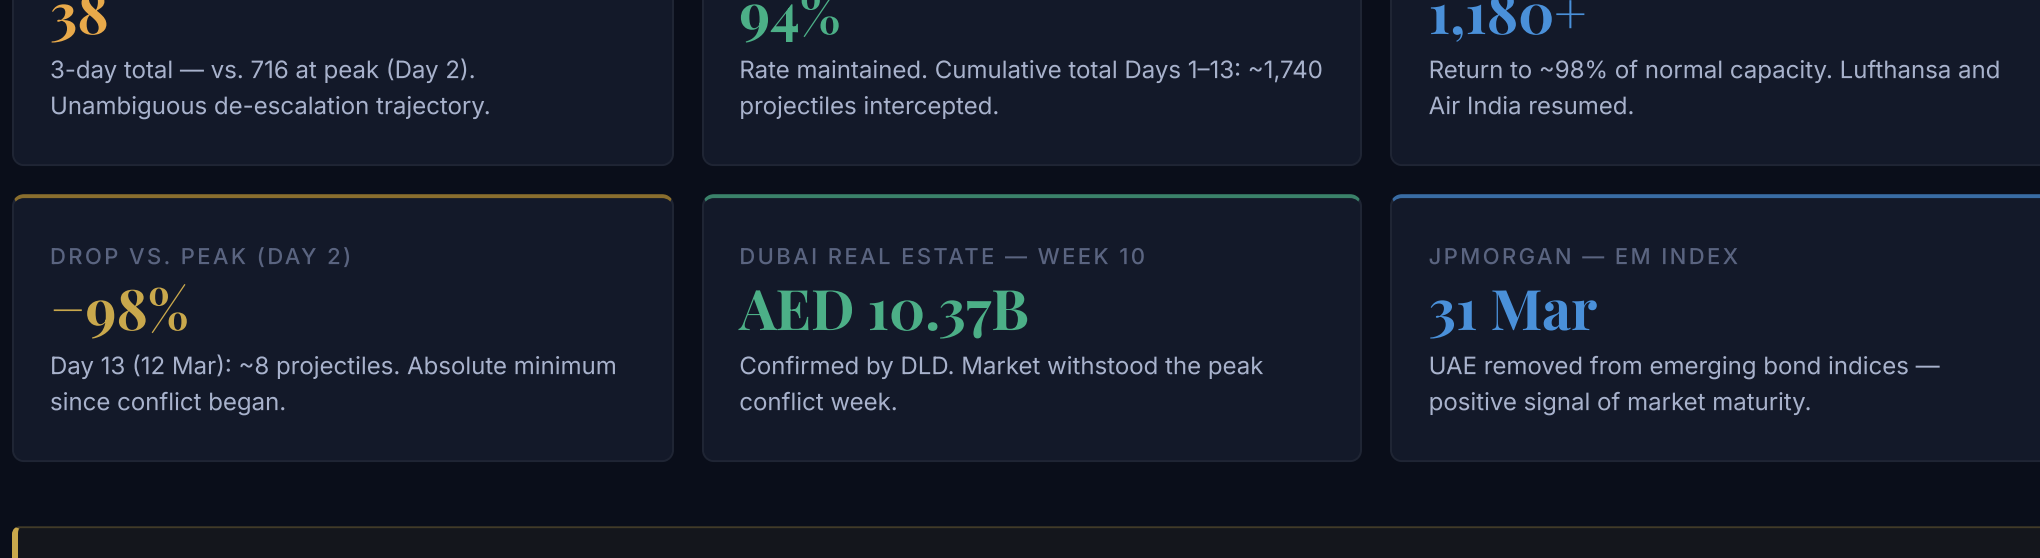 38
94%
1,180+
3-day total — vs. 716 at peak (Day 2).
Unambiguous de-escalation trajectory.
Rate maintained. Cumulative total Days 1–13: ~1,740
projectiles intercepted.
Return to ~98% of normal capacity. Lufthansa and
Air India resumed.
DROP VS. PEAK (DAY 2)
−98%
Day 13 (12 Mar): ~8 projectiles. Absolute minimum
since conflict began.
DUBAI REAL ESTATE — WEEK 10
AED 10.37B
Confirmed by DLD. Market withstood the peak
conflict week.
JPMORGAN — EM INDEX
31 Mar
UAE removed from emerging bond indices —
positive signal of market maturity.